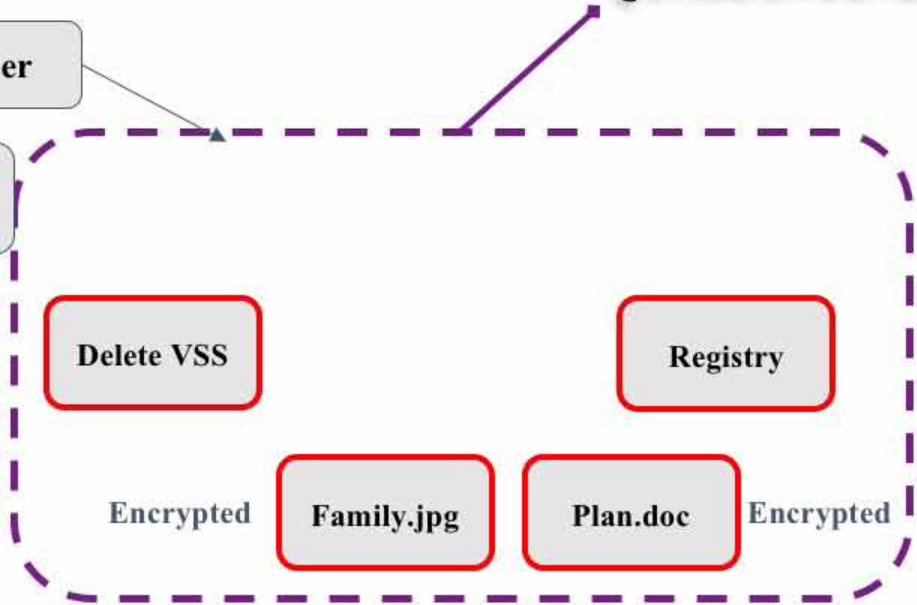 er
Delete VSS
Registry
Encrypted
Family.jpg
Plan.doc
Encrypted